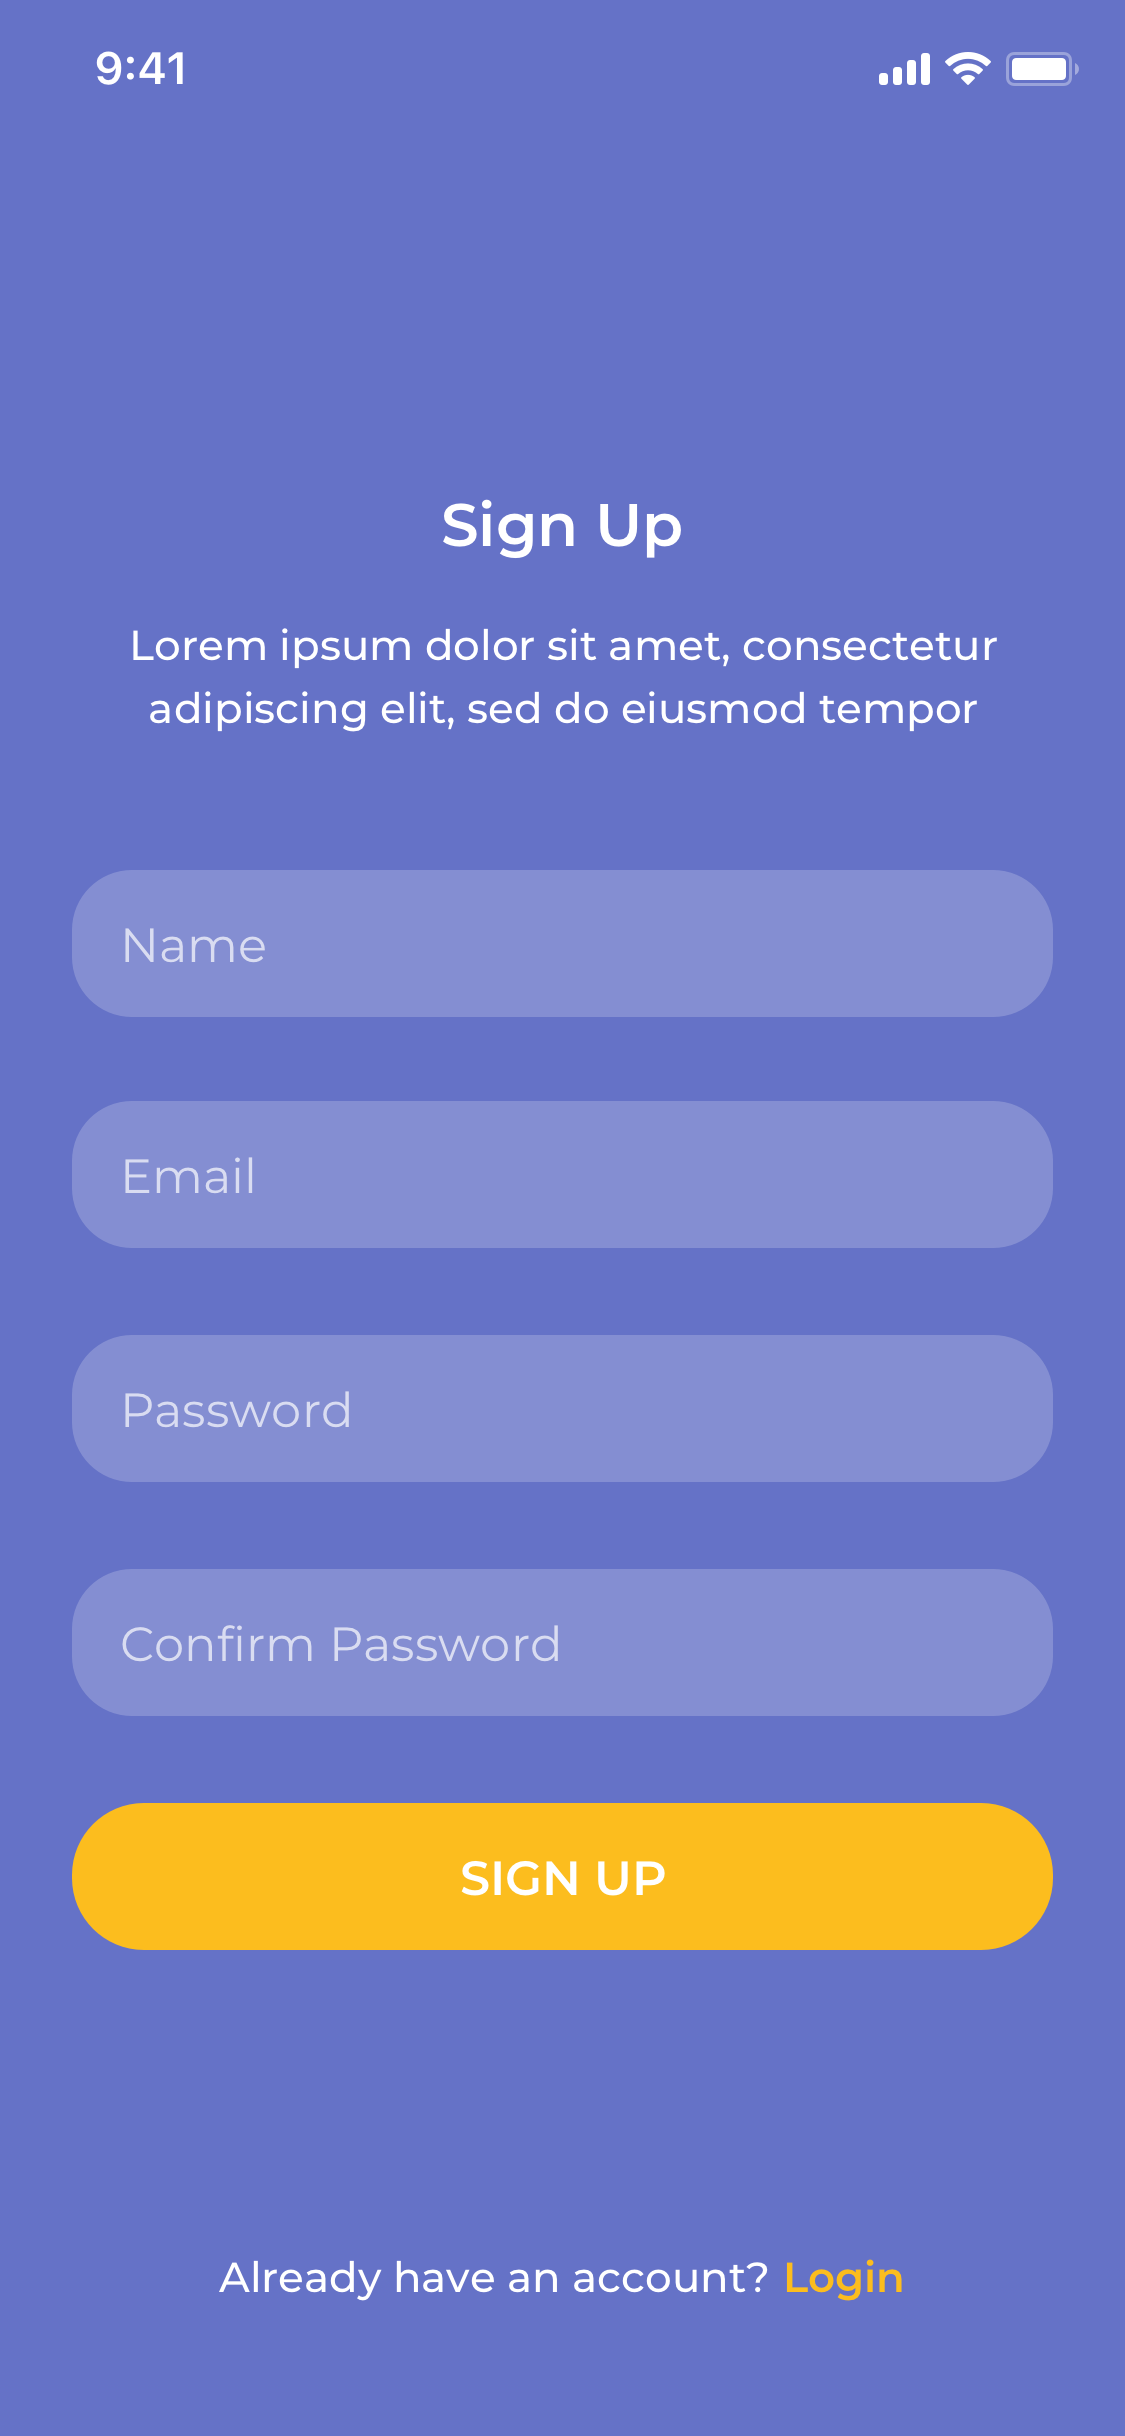 9:41
Sign Up
Lorem ipsum dolor sit amet, consectetur
adipiscing elit, sed do eiusmod tempor
Name
Email
Password
Confirm Password
SIGN UP
Already have an account? Login